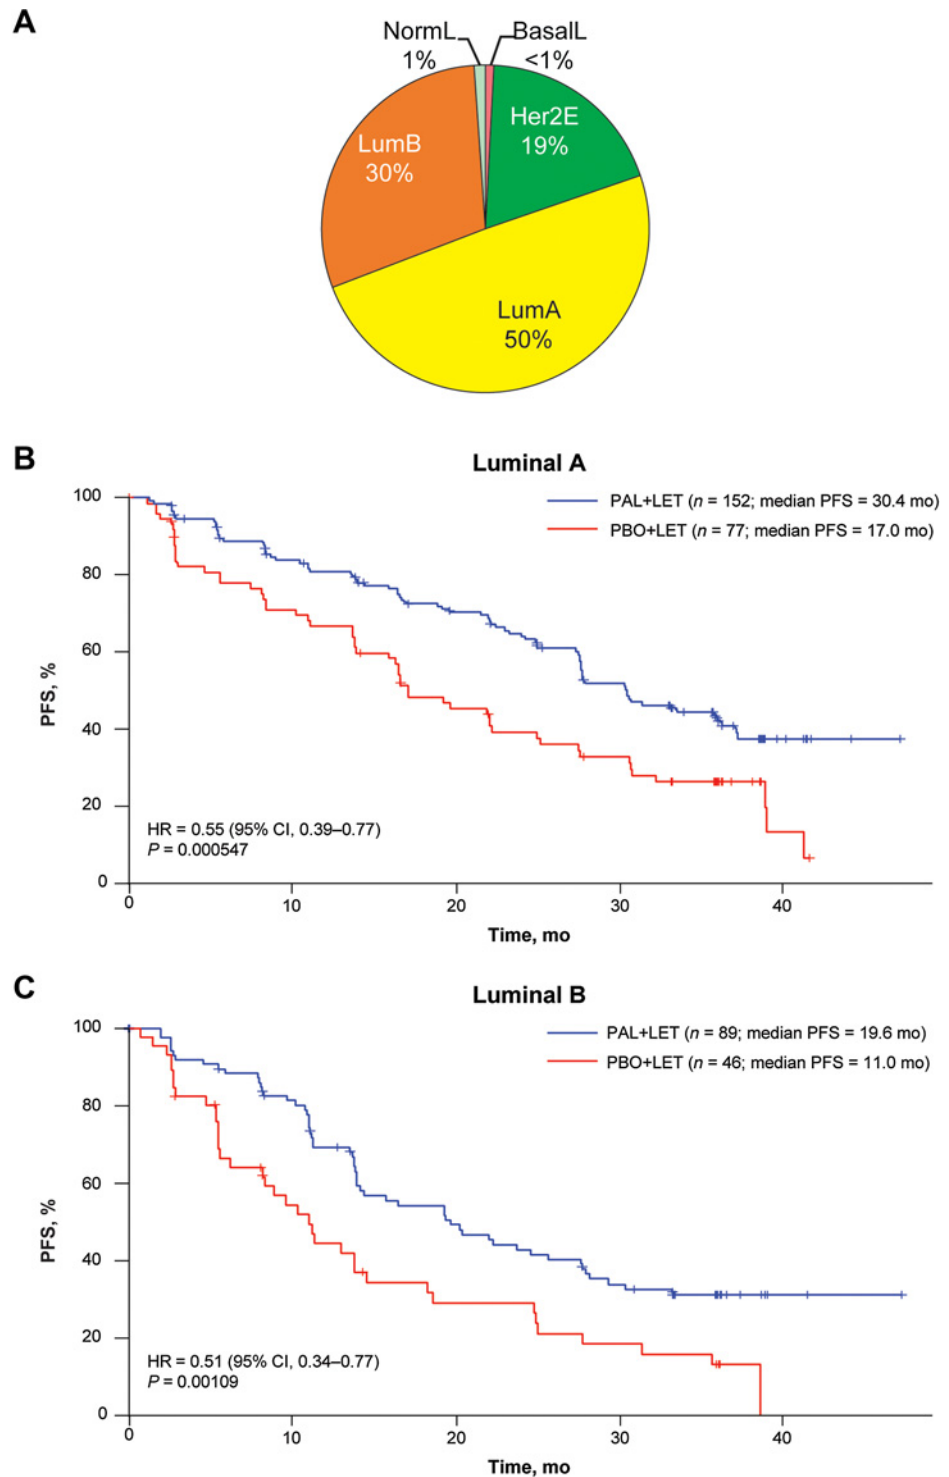 A
NormL
1%
BasalL
<1%
Her2E
19%
LumB
30%
LumA
50%
B
Luminal A
PAL+LET (n = 152; median PFS = 30.4 mo)
PBO+LET (n = 77; median PFS = 17.0 mo)
100
80
60
40
20
0
PFS, %
HR = 0.55 (95% CI, 0.39–0.77)
P = 0.000547
0 10 20 30 40
Time, mo
C
Luminal B
PAL+LET (n = 89; median PFS = 19.6 mo)
PBO+LET (n = 46; median PFS = 11.0 mo)
100
80
60
40
20
0
PFS, %
HR = 0.51 (95% CI, 0.34–0.77)
P = 0.00109
0 10 20 30 40
Time, mo